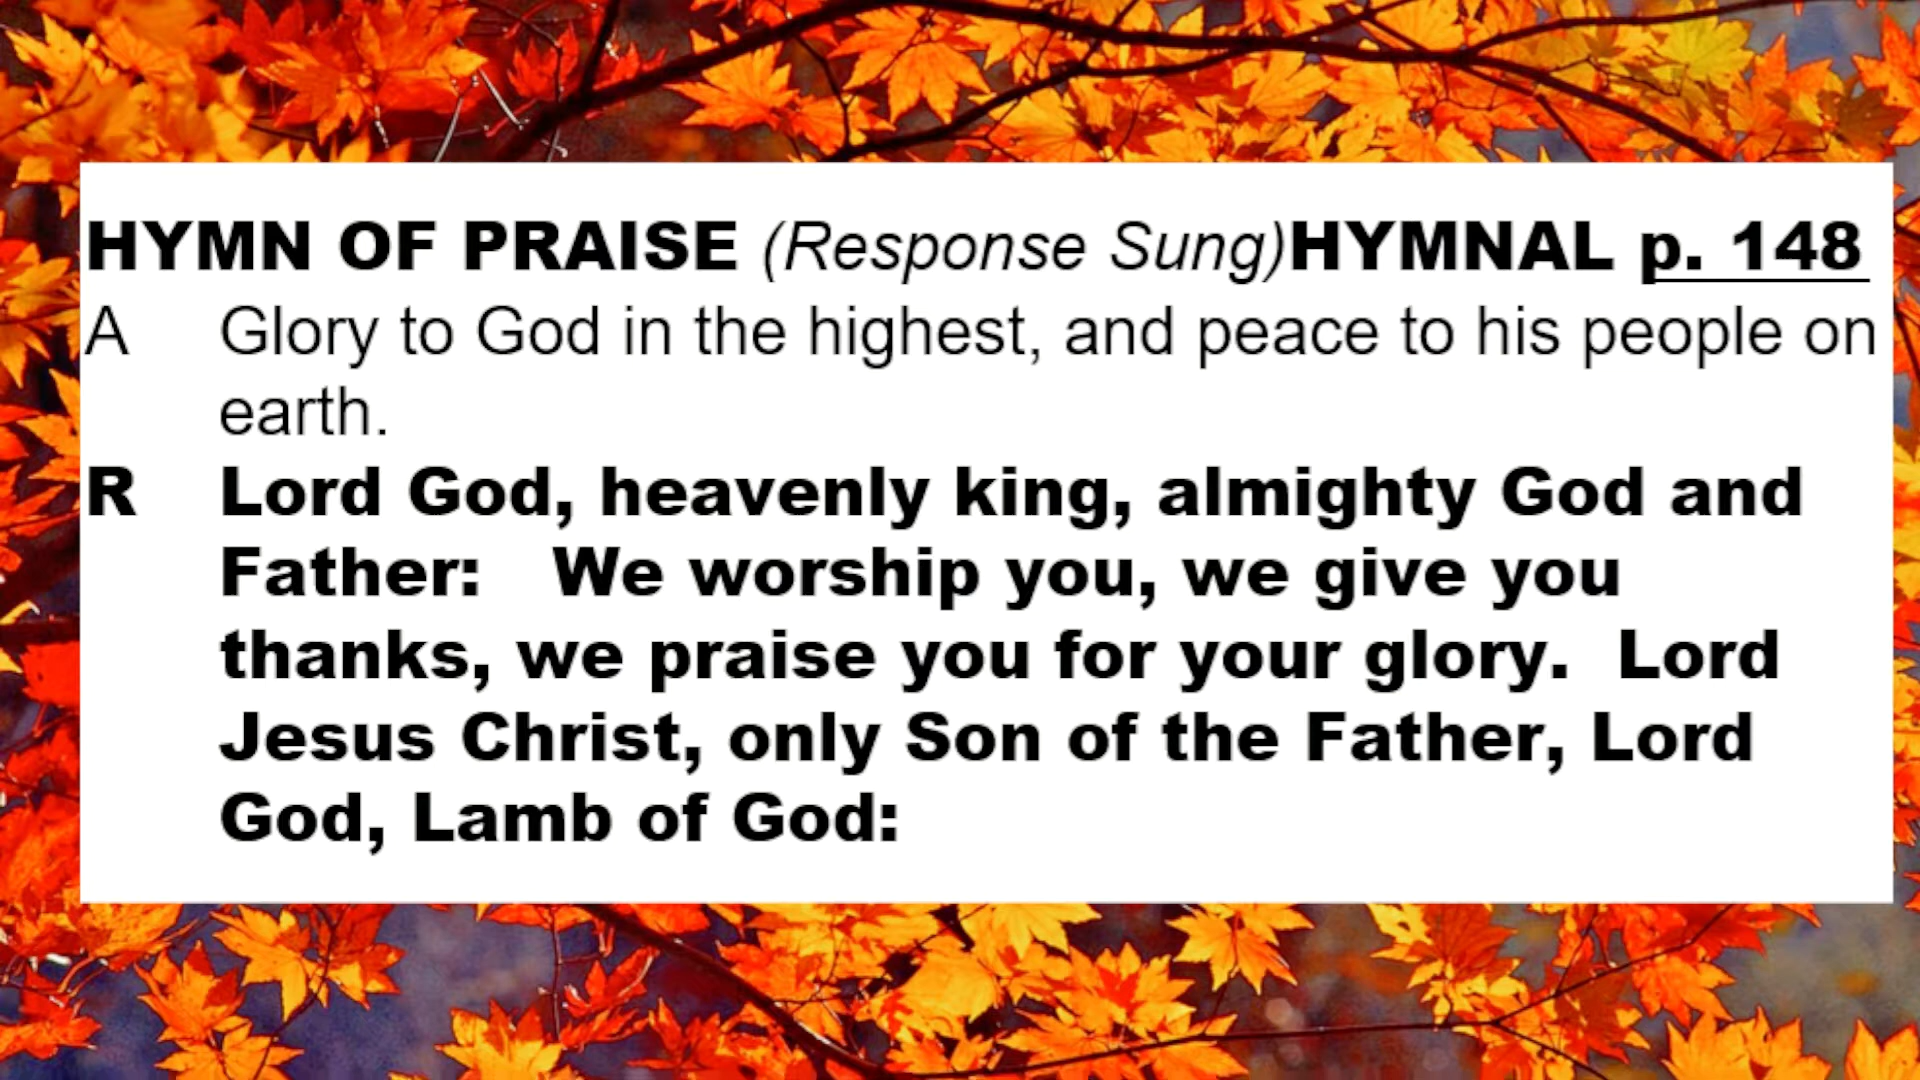 HYMN OF PRAISE (Response Sung)HYMNAL p. 148
A Glory to God in the highest, and peace to his people on
earth.
R Lord God, heavenly king, almighty God and
Father: We worship you, we give you
thanks, we praise you for your glory. Lord
Jesus Christ, only Son of the Father, Lord
God, Lamb of God: